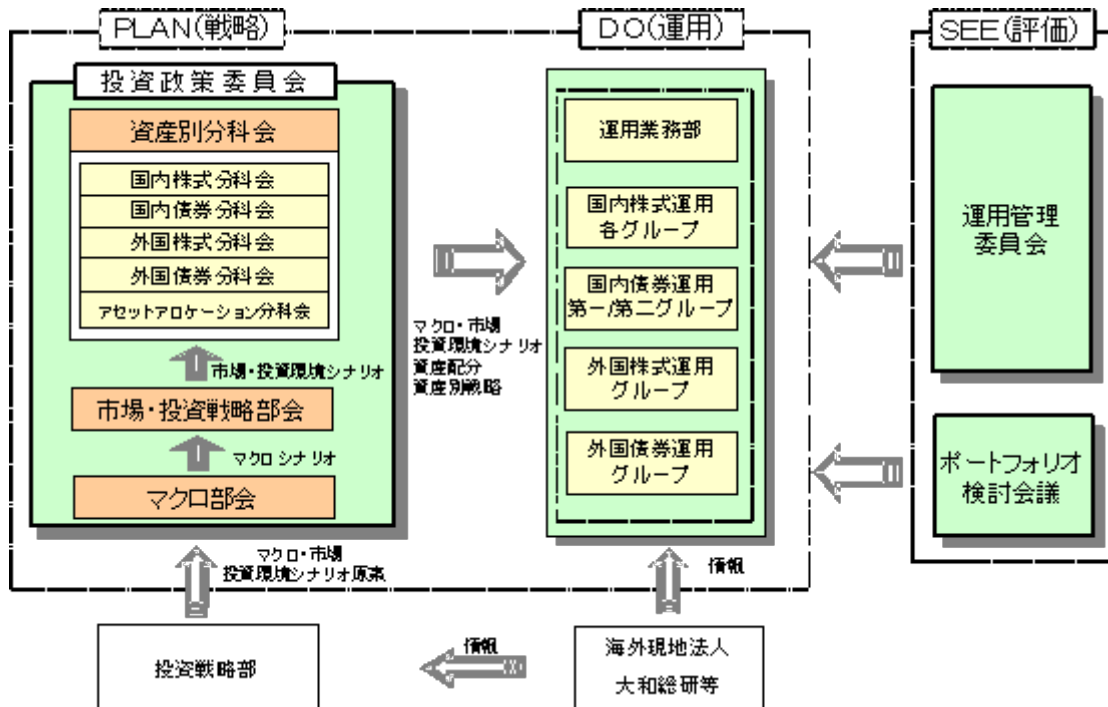 PLAN(戦略)
DO(運用)
SEE(評価)
投資政策委員会
資産別分科会
国内株式分科会
国内債券分科会
外国株式分科会
外国債券分科会
アセットアロケーション分科会
市場・投資環境シナリオ
市場・投資戦略部会
マクロシナリオ
マクロ部会
マクロ・市場
投資環境シナリオ
資産配分
資産別戦略
運用業務部
国内株式運用
各グループ
国内債券運用
第一/第二グループ
外国株式運用
グループ
外国債券運用
グループ
運用管理
委員会
ポートフォリオ
検討会議
マクロ・市場
投資環境シナリオ原案
情報
投資戦略部
情報
海外現地法人
大和総研等